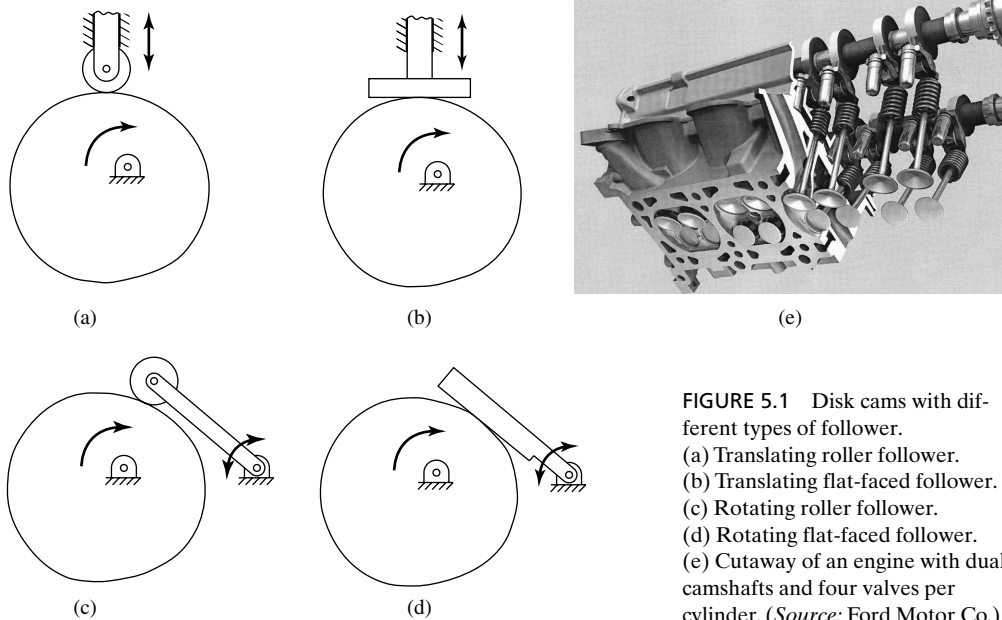 (a)
(b)
(e)
(c)
(d)
FIGURE 5.1 Disk cams with dif-
ferent types of follower.
(a) Translating roller follower.
(b) Translating flat-faced follower.
(c) Rotating roller follower.
(d) Rotating flat-faced follower.
(e) Cutaway of an engine with dual
camshafts and four valves per
cylinder. (Source: Ford Motor Co.)